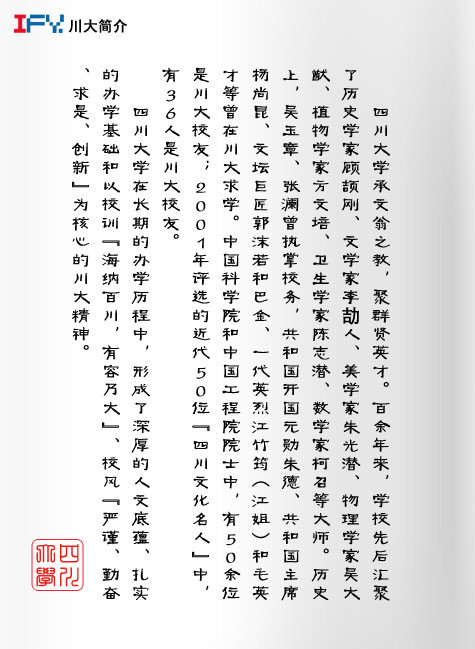 IFY 川大简介
四川大学承文翁之教，聚群贤英才。百余年来，学校先后汇聚
了历史学家顾颉刚、文学家李劼人、美学家朱光潜、物理学家吴大
猷、植物学家方文培、卫生学家陈志潜、数学家柯召等大师。历史
上，吴玉章、张澜曾执掌校务，共和国开国元勋朱德、共和国主席
杨尚昆、文坛巨匠郭沫若和巴金、一代英烈江竹筠（江姐）和毛英
才等曾在川大求学。中国科学院和中国工程院院士中，有50余位
是川大校友；2001年评选的近代50位『四川文化名人』中，
有36人是川大校友。
四川大学在长期的办学历程中，形成了深厚的人文底蕴、扎实
的办学基础和以校训『海纳百川，有容乃大』、校风『严谨、勤奋
、求是、创新』为核心的川大精神。
四川
大學